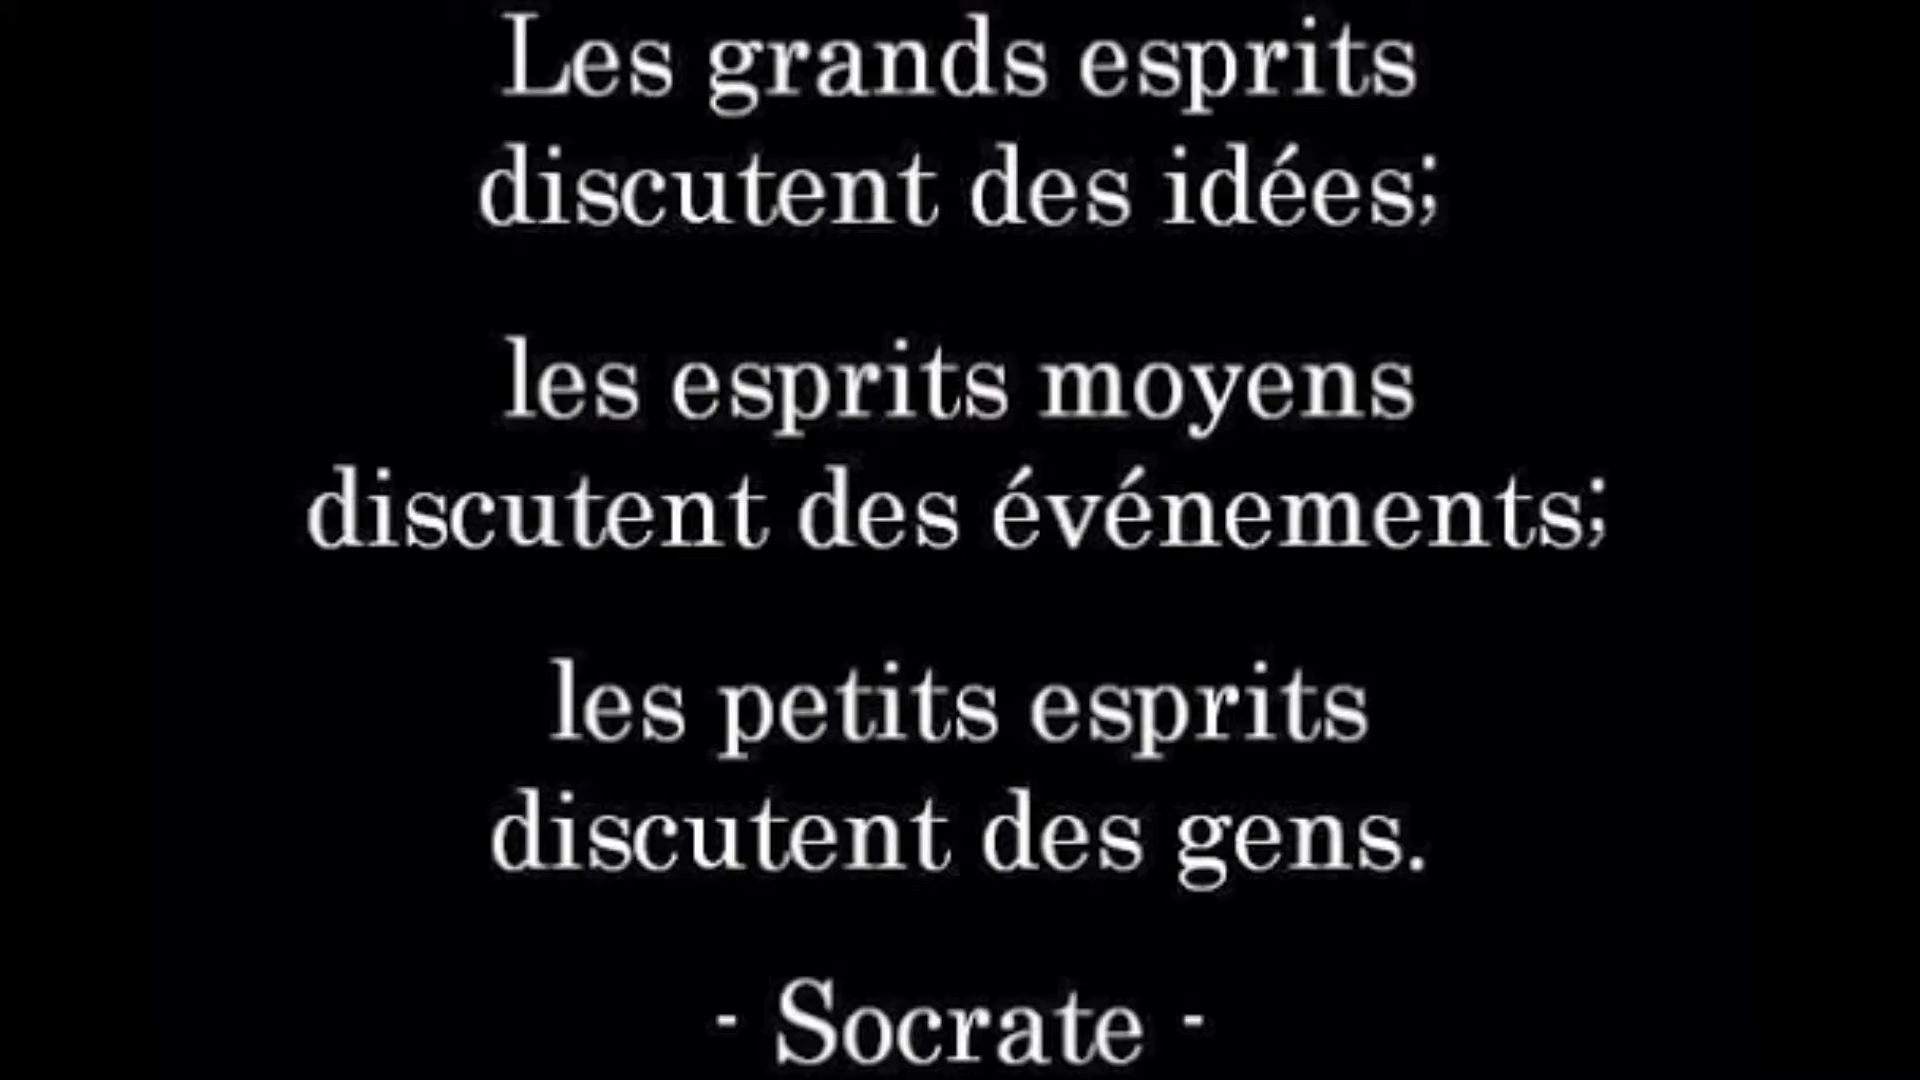 Les grands esprits
discutent des idées;
les esprits moyens
discutent des événements;
les petits esprits
discutent des gens.
- Socrate -